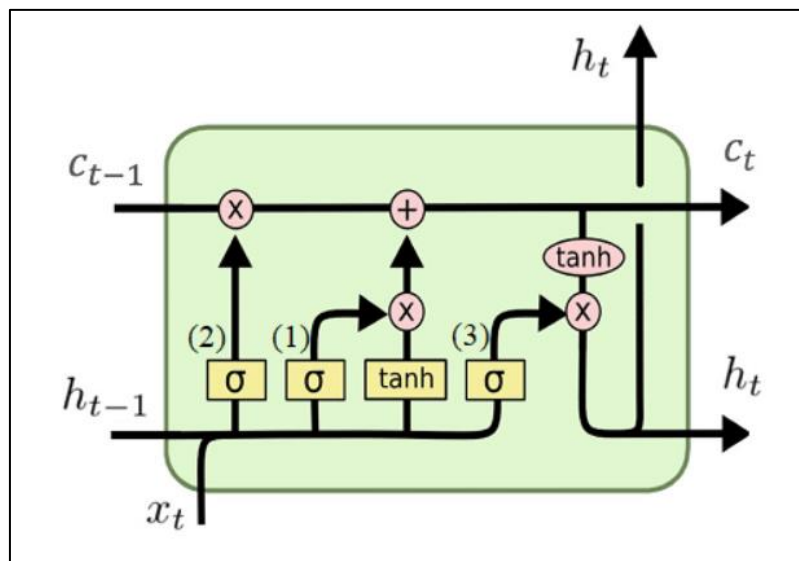 h_t
c_{t-1}
c_t
x
+
tanh
x
x
(2)
(1)
(3)
σ
σ
tanh
σ
h_{t-1}
h_t
x_t